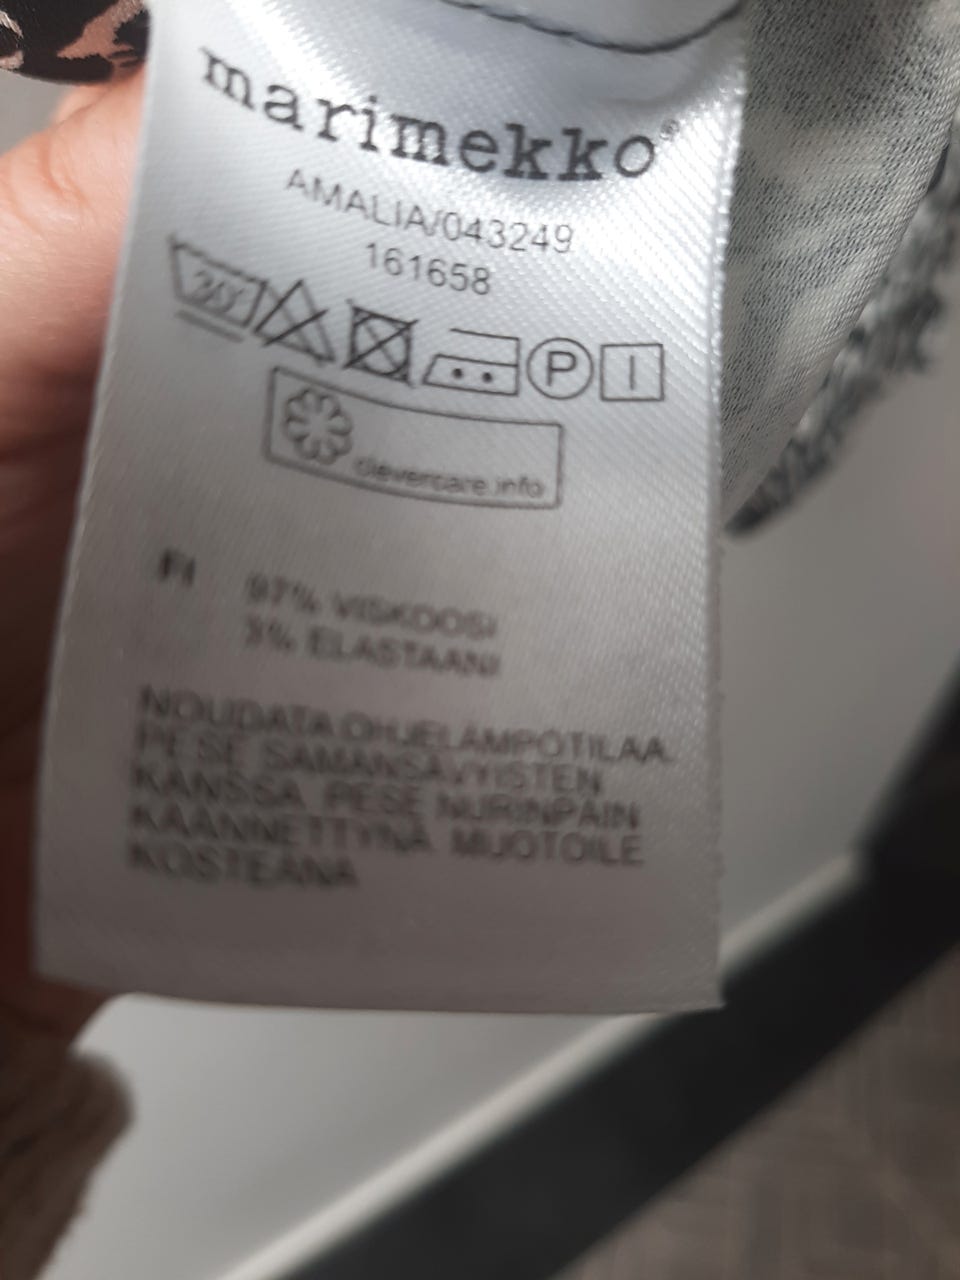 marimekko®
AMALIA/043249
161658
30° P
clevercare.info
FI 97% VISKOOSI
3% ELASTAANI
NOUDATA OHJELÄMPÖTILAA
PESE SAMANSÄVYISTEN
KANSSA PESE NURINPÄIN
KÄÄNNETTYNÄ MUOTOILE
KOSTEANA